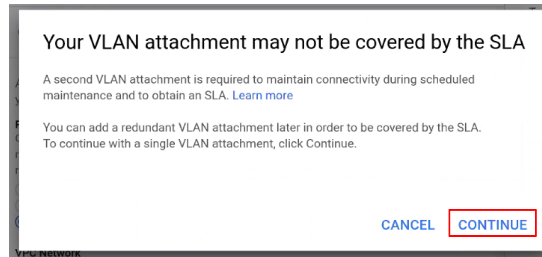 Your VLAN attachment may not be covered by the SLA
A second VLAN attachment is required to maintain connectivity during scheduled
maintenance and to obtain an SLA. Learn more
You can add a redundant VLAN attachment later in order to be covered by the SLA.
To continue with a single VLAN attachment, click Continue.
CANCEL CONTINUE
VPC Network